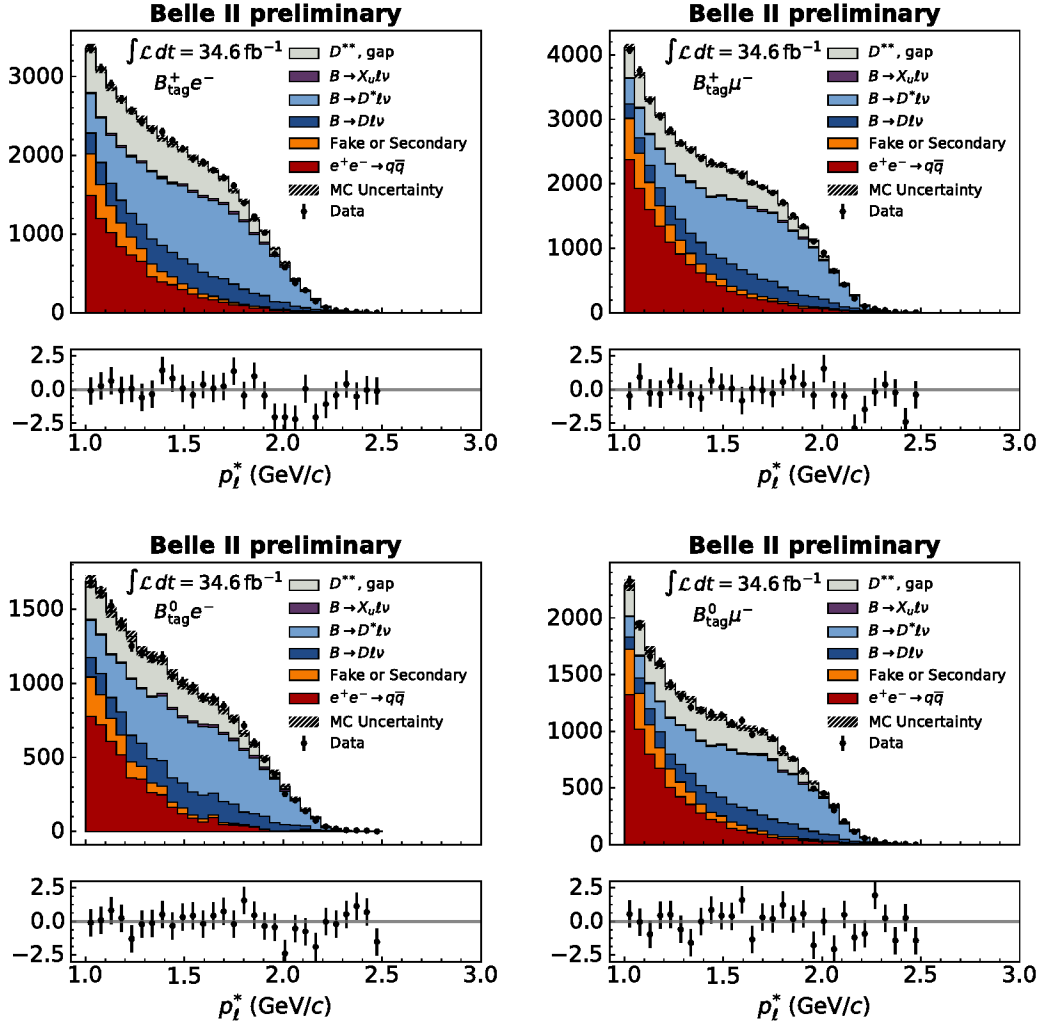 Belle II preliminary
∫ℒ dt = 34.6 fb⁻¹
B⁺tag e⁻
D**, gap
B→Xᵤℓν
B→D*ℓν
B→Dℓν
Fake or Secondary
e⁺e⁻→qq̅
MC Uncertainty
Data
3000
2000
1000
0
2.5
0.0
−2.5
1.0
1.5
2.0
2.5
3.0
p*ℓ (GeV/c)
Belle II preliminary
∫ℒ dt = 34.6 fb⁻¹
B⁺tag μ⁻
D**, gap
B→Xᵤℓν
B→D*ℓν
B→Dℓν
Fake or Secondary
e⁺e⁻→qq̅
MC Uncertainty
Data
4000
3000
2000
1000
0
2.5
0.0
−2.5
1.0
1.5
2.0
2.5
3.0
p*ℓ (GeV/c)
Belle II preliminary
∫ℒ dt = 34.6 fb⁻¹
B⁰tag e⁻
D**, gap
B→Xᵤℓν
B→D*ℓν
B→Dℓν
Fake or Secondary
e⁺e⁻→qq̅
MC Uncertainty
Data
1500
1000
500
0
2.5
0.0
−2.5
1.0
1.5
2.0
2.5
3.0
p*ℓ (GeV/c)
Belle II preliminary
∫ℒ dt = 34.6 fb⁻¹
B⁰tag μ⁻
D**, gap
B→Xᵤℓν
B→D*ℓν
B→Dℓν
Fake or Secondary
e⁺e⁻→qq̅
MC Uncertainty
Data
2000
1500
1000
500
0
2.5
0.0
−2.5
1.0
1.5
2.0
2.5
3.0
p*ℓ (GeV/c)